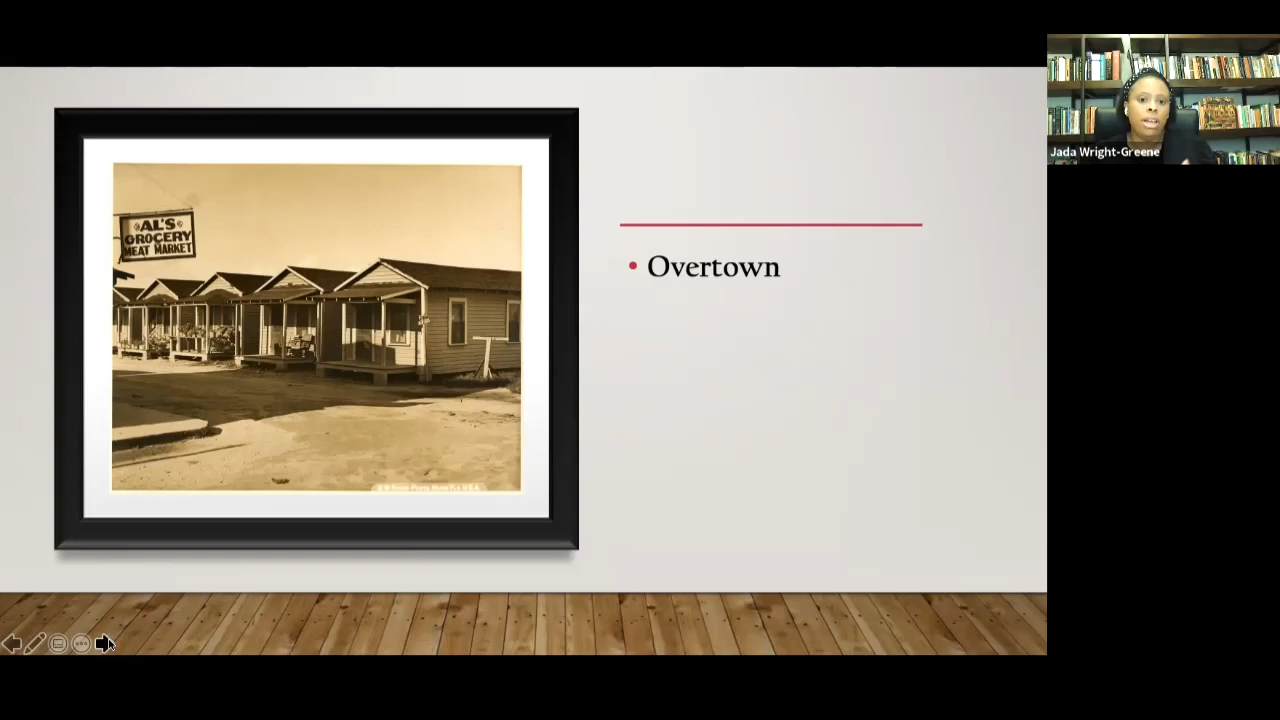 AL'S
GROCERY
MEAT MARKET
Overtown
Jada Wright-Greene